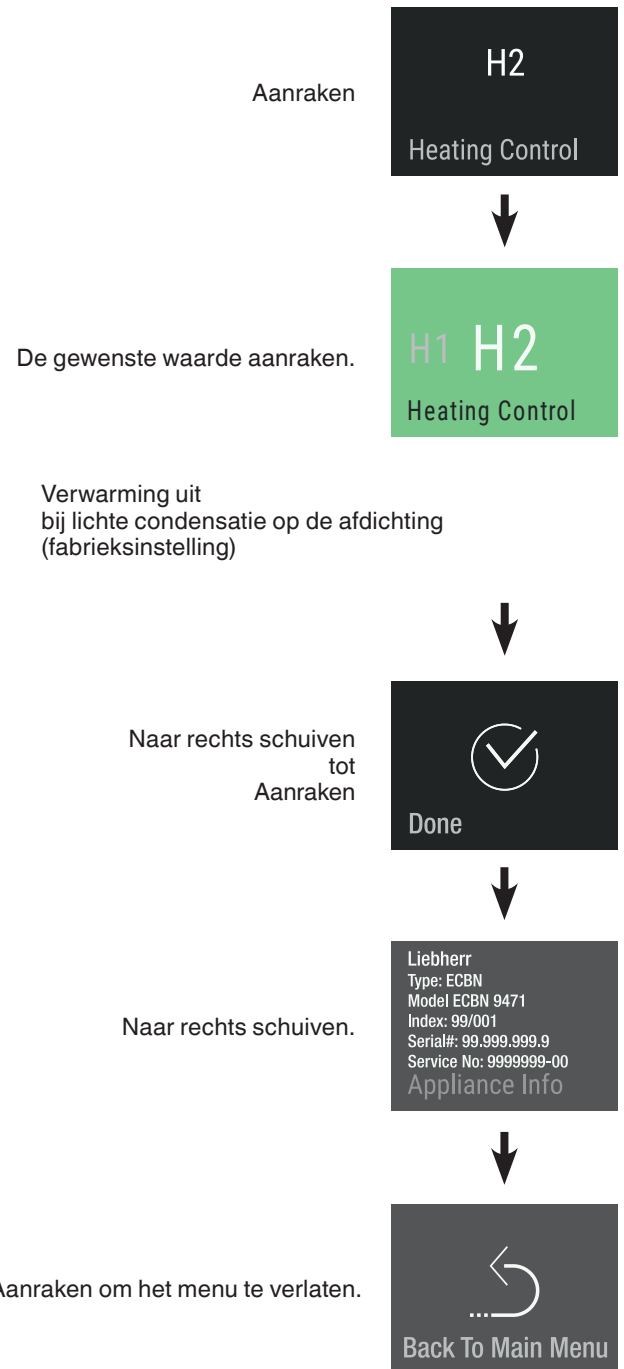 Aanraken
H2
Heating Control
De gewenste waarde aanraken.
H1 H2
Heating Control
Verwarming uit
bij lichte condensatie op de afdichting
(fabrieksinstelling)
Naar rechts schuiven
tot
Aanraken
Done
Naar rechts schuiven.
Liebherr
Type: ECBN
Model ECBN 9471
Index: 99/001
Serial#: 99.999.999.9
Service No: 9999999-00
Appliance Info
Aanraken om het menu te verlaten.
Back To Main Menu